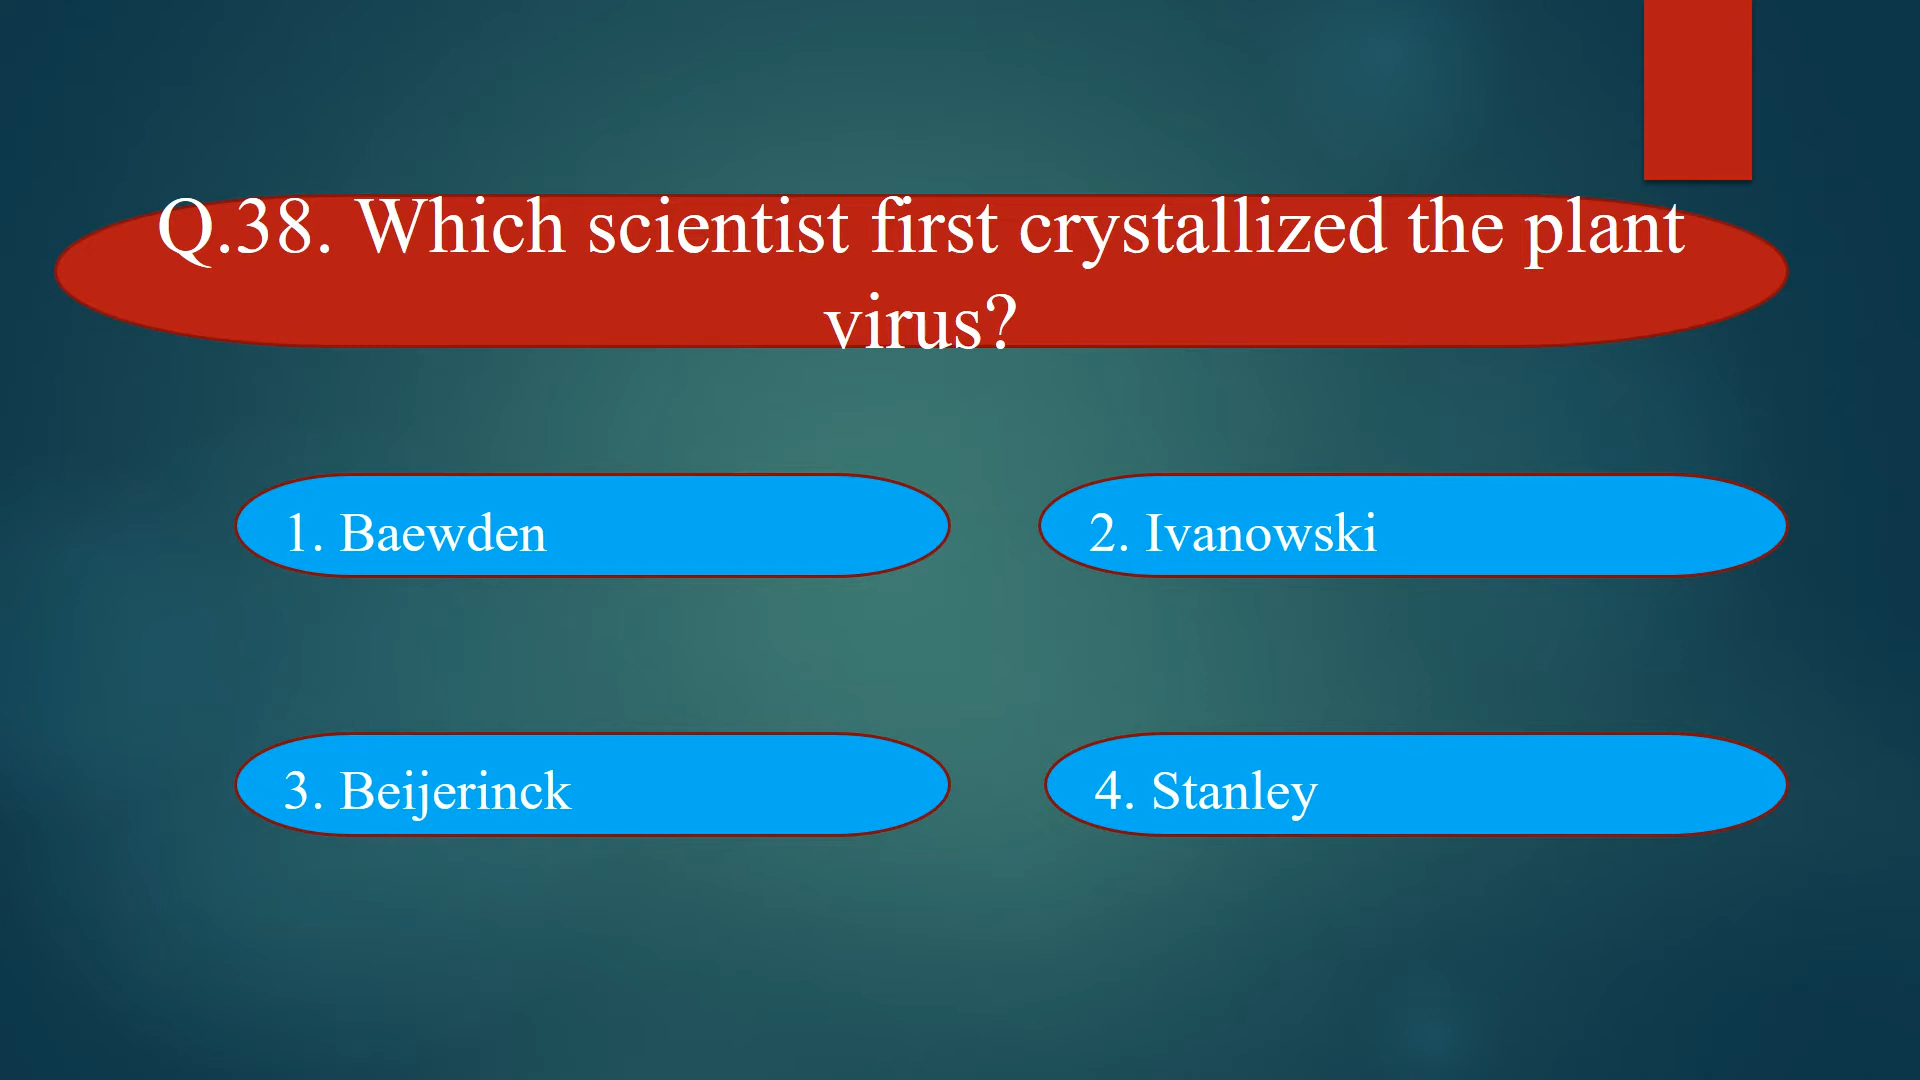 Q.38. Which scientist first crystallized the plant
virus?
1. Baewden
2. Ivanowski
3. Beijerinck
4. Stanley